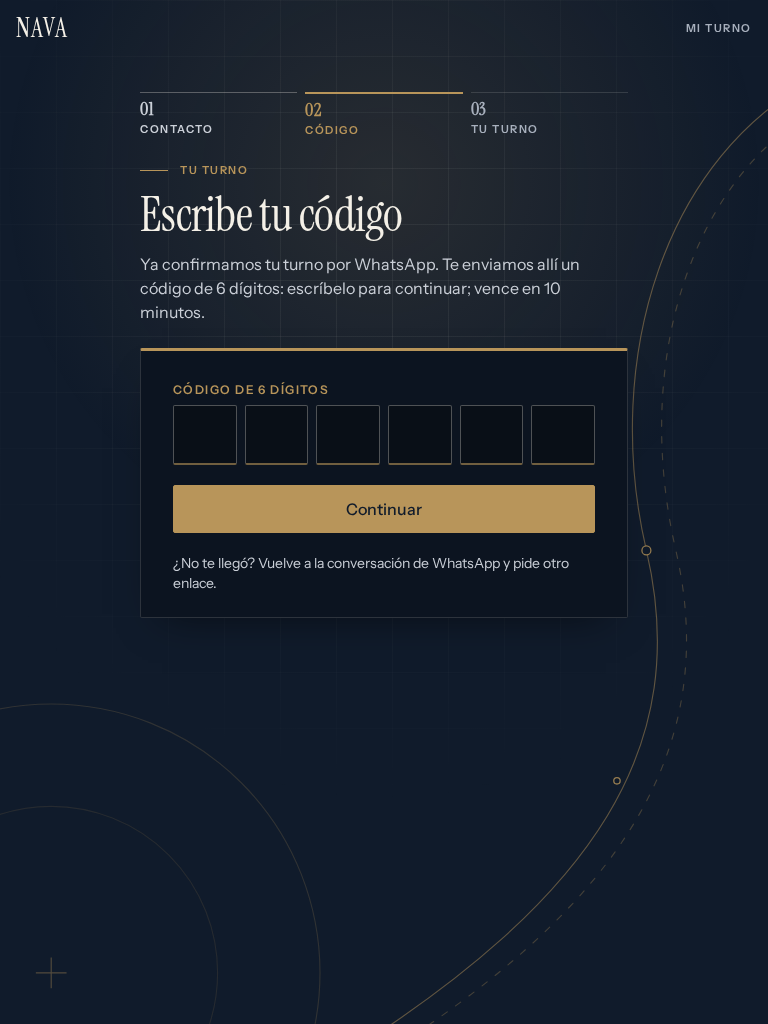 NAVA
MI TURNO
01
CONTACTO
02
CÓDIGO
03
TU TURNO
TU TURNO
Escribe tu código
Ya confirmamos tu turno por WhatsApp. Te enviamos allí un
código de 6 dígitos: escríbelo para continuar; vence en 10
minutos.
CÓDIGO DE 6 DÍGITOS
Continuar
¿No te llegó? Vuelve a la conversación de WhatsApp y pide otro
enlace.